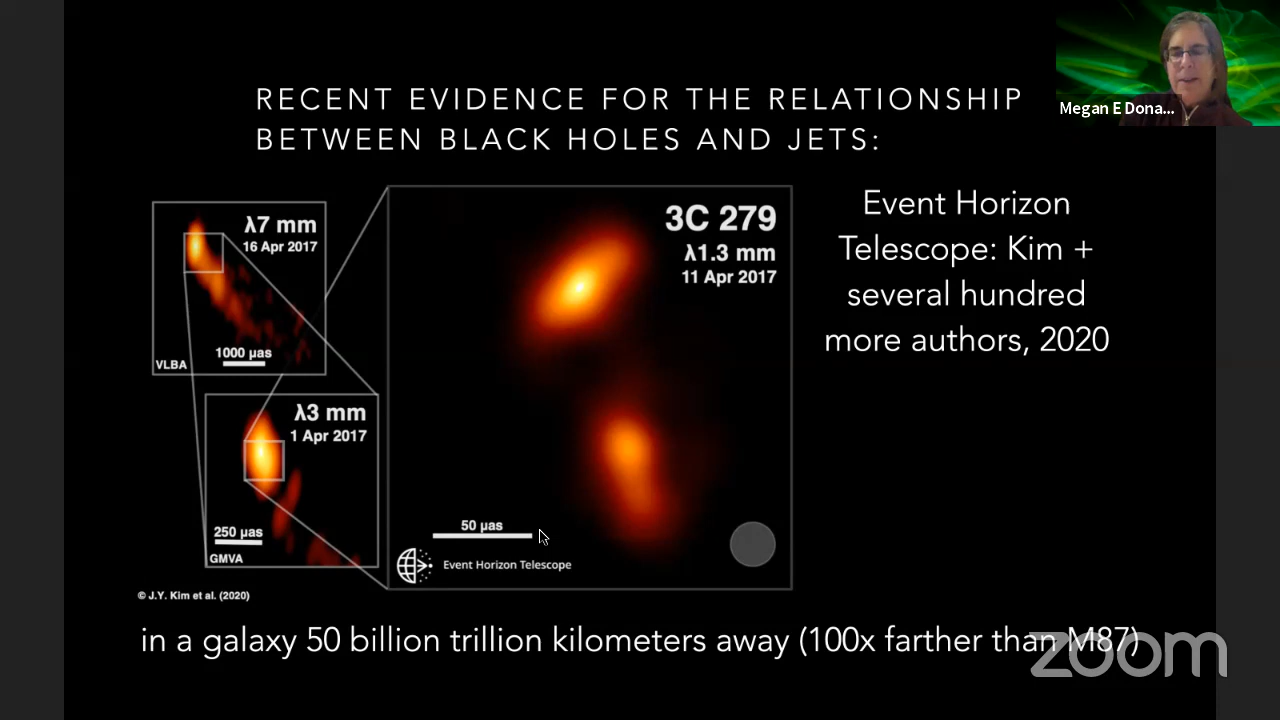 RECENT EVIDENCE FOR THE RELATIONSHIP
BETWEEN BLACK HOLES AND JETS:
Megan E Dona...
λ7 mm
16 Apr 2017
1000 μas
VLBA
λ3 mm
1 Apr 2017
250 μas
GMVA
3C 279
λ1.3 mm
11 Apr 2017
50 μas
Event Horizon Telescope
Event Horizon
Telescope: Kim +
several hundred
more authors, 2020
© J.Y. Kim et al. (2020)
in a galaxy 50 billion trillion kilometers away (100x farther than M87)
zoom